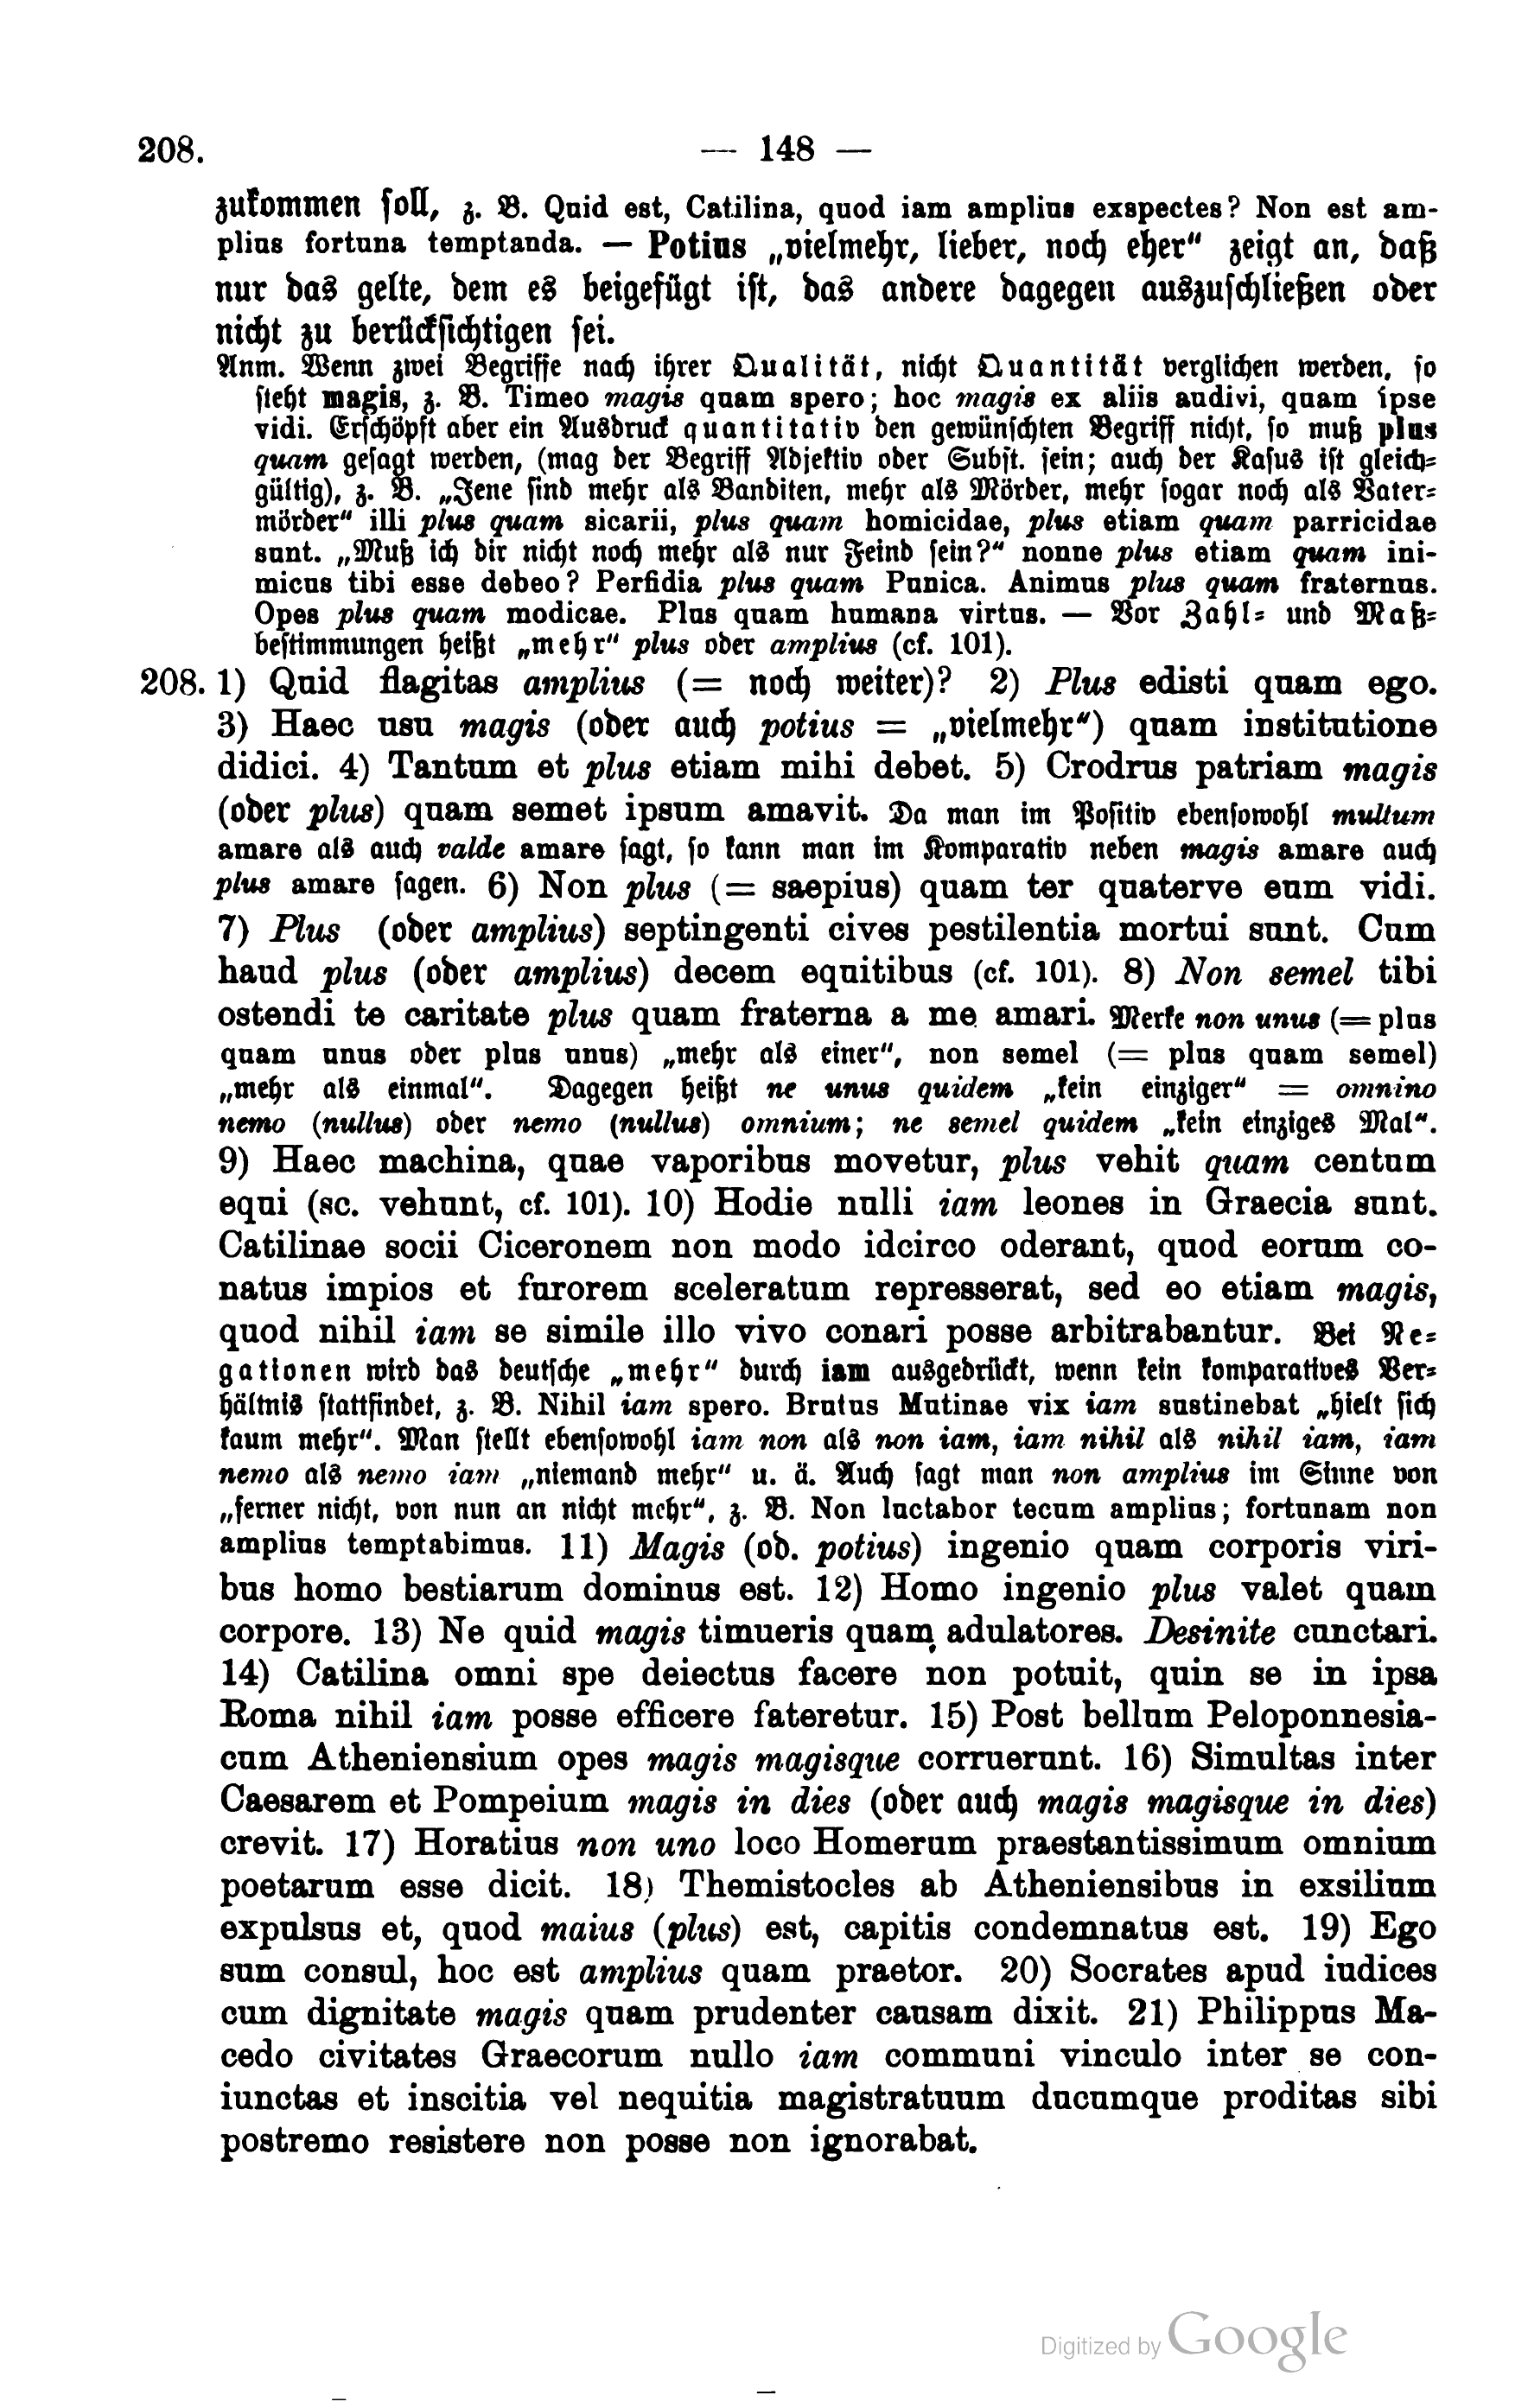 208.
— 148 —
zukommen soll, z. B. Quid est, Catilina, quod iam amplius exspectes? Non est am-
plius fortuna temptanda. — Potius „vielmehr, lieber, noch eher“ zeigt an, daß
nur das gelte, dem es beigefügt ist, das andere dagegen auszuschließen oder
nicht zu berücksichtigen sei.
Anm. Wenn zwei Begriffe nach ihrer Qualität, nicht Quantität verglichen werden, so
steht magis, z. B. Timeo magis quam spero; hoc magis ex aliis audivi, quam ipse
vidi. Erschöpft aber ein Ausdruck quantitativ den gewünschten Begriff nicht, so muß plus
quam gesagt werden, (mag der Begriff Adjektiv oder Subst. sein; auch der Kasus ist gleich-
gültig), z. B. „Jene sind mehr als Banditen, mehr als Mörder, mehr sogar noch als Vater-
mörder“ illi plus quam sicarii, plus quam homicidae, plus etiam quam parricidae
sunt. „Muß ich dir nicht noch mehr als nur Feind sein?“ nonne plus etiam quam ini-
micus tibi esse debeo? Perfidia plus quam Punica. Animus plus quam fraternus.
Opes plus quam modicae. Plus quam humana virtus. — Vor Zahl- und Maß-
bestimmungen heißt „mehr“ plus oder amplius (cf. 101).
208. 1) Quid flagitas amplius (= noch weiter)? 2) Plus edisti quam ego.
3) Haec usu magis (oder auch potius = „vielmehr“) quam institutione
didici. 4) Tantum et plus etiam mihi debet. 5) Crodrus patriam magis
(oder plus) quam semet ipsum amavit. Da man im Positiv ebensowohl multum
amare als auch valde amare sagt, so kann man im Komparativ neben magis amare auch
plus amare sagen. 6) Non plus (= saepius) quam ter quaterve eum vidi.
7) Plus (oder amplius) septingenti cives pestilentia mortui sunt. Cum
haud plus (oder amplius) decem equitibus (cf. 101). 8) Non semel tibi
ostendi te caritate plus quam fraterna a me amari. Merke non unus (= plus
quam unus oder plus unus) „mehr als einer“, non semel (= plus quam semel)
„mehr als einmal“. Dagegen heißt ne unus quidem „kein einziger“ = omnino
nemo (nullus) oder nemo (nullus) omnium; ne semel quidem „kein einziges Mal“.
9) Haec machina, quae vaporibus movetur, plus vehit quam centum
equi (sc. vehunt, cf. 101). 10) Hodie nulli iam leones in Graecia sunt.
Catilinae socii Ciceronem non modo idcirco oderant, quod eorum co-
natus impios et furorem sceleratum represserat, sed eo etiam magis,
quod nihil iam se simile illo vivo conari posse arbitrabantur. Bei Ne-
gationen wird das deutsche „mehr“ durch iam ausgedrückt, wenn kein komparatives Ver-
hältnis stattfindet, z. B. Nihil iam spero. Brutus Mutinae vix iam sustinebat „hielt sich
kaum mehr“. Man stellt ebensowohl iam non als non iam, iam nihil als nihil iam, iam
nemo als nemo iam „niemand mehr“ u. ä. Auch sagt man non amplius im Sinne von
„ferner nicht, von nun an nicht mehr“, z. B. Non luctabor tecum amplius; fortunam non
amplius temptabimus. 11) Magis (od. potius) ingenio quam corporis viri-
bus homo bestiarum dominus est. 12) Homo ingenio plus valet quam
corpore. 13) Ne quid magis timueris quam adulatores. Desinite cunctari.
14) Catilina omni spe deiectus facere non potuit, quin se in ipsa
Roma nihil iam posse efficere fateretur. 15) Post bellum Peloponnesia-
cum Atheniensium opes magis magisque corruerunt. 16) Simultas inter
Caesarem et Pompeium magis in dies (oder auch magis magisque in dies)
crevit. 17) Horatius non uno loco Homerum praestantissimum omnium
poetarum esse dicit. 18) Themistocles ab Atheniensibus in exsilium
expulsus et, quod maius (plus) est, capitis condemnatus est. 19) Ego
sum consul, hoc est amplius quam praetor. 20) Socrates apud iudices
cum dignitate magis quam prudenter causam dixit. 21) Philippus Ma-
cedo civitates Graecorum nullo iam communi vinculo inter se con-
iunctas et inscitia vel nequitia magistratuum ducumque proditas sibi
postremo resistere non posse non ignorabat.
Digitized by Google